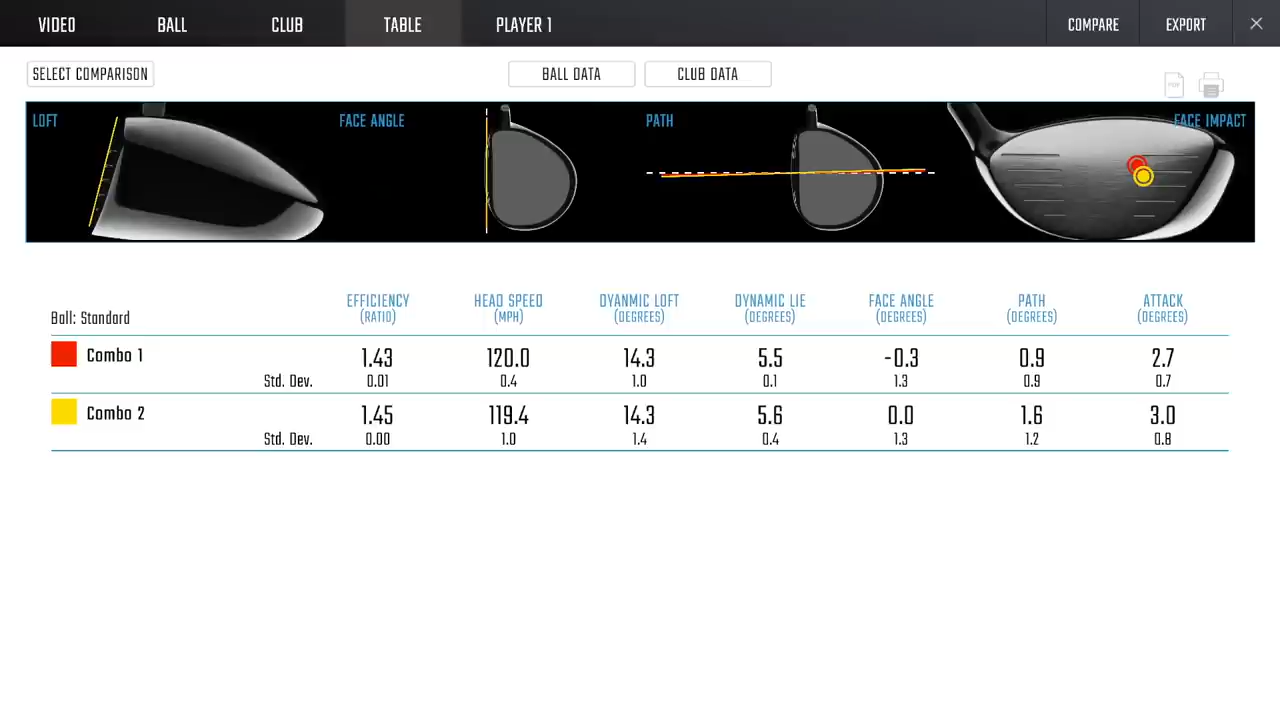 VIDEO BALL CLUB TABLE PLAYER 1 COMPARE EXPORT ×
SELECT COMPARISON BALL DATA CLUB DATA
LOFT FACE ANGLE PATH FACE IMPACT
EFFICIENCY HEAD SPEED DYANMIC LOFT DYNAMIC LIE FACE ANGLE PATH ATTACK
(RATIO) (MPH) (DEGREES) (DEGREES) (DEGREES) (DEGREES) (DEGREES)
Ball: Standard
Combo 1 1.43 120.0 14.3 5.5 -0.3 0.9 2.7
Std. Dev. 0.01 0.4 1.0 0.1 1.3 0.9 0.7
Combo 2 1.45 119.4 14.3 5.6 0.0 1.6 3.0
Std. Dev. 0.00 1.0 1.4 0.4 1.3 1.2 0.8